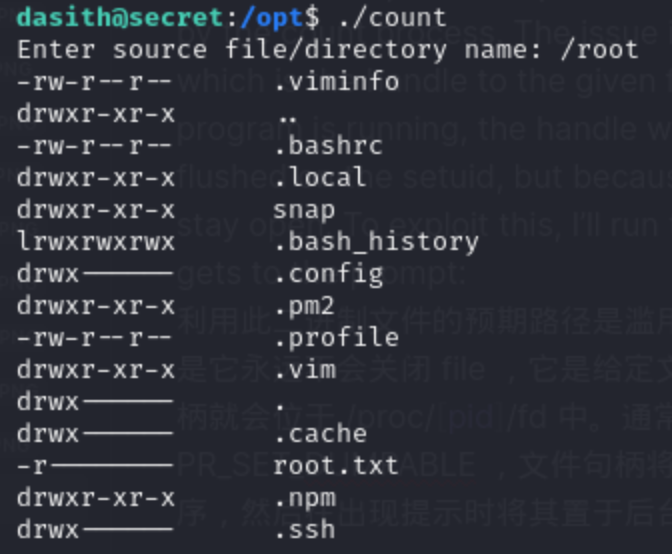 dasith@secret:/opt$ ./count
Enter source file/directory name: /root
-rw-r--r-- .viminfo
drwxr-xr-x ..
-rw-r--r-- .bashrc
drwxr-xr-x .local
drwxr-xr-x snap
lrwxrwxrwx .bash_history
drwx------ .config
drwxr-xr-x .pm2
-rw-r--r-- .profile
drwxr-xr-x .vim
drwx------ .
drwx------ .cache
-r-------- root.txt
drwxr-xr-x .npm
drwx------ .ssh